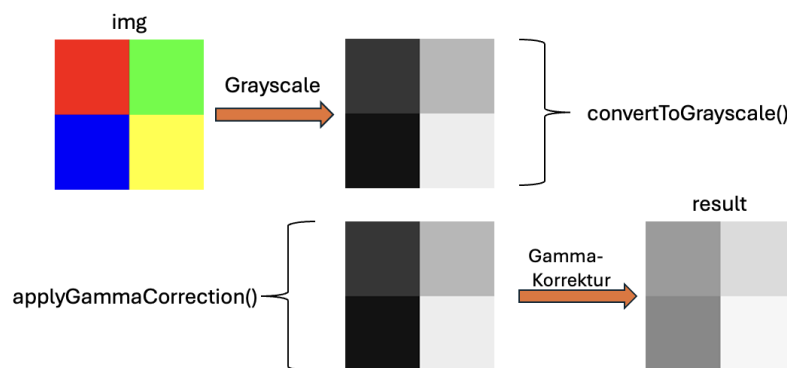 img
Grayscale
convertToGrayscale()
result
Gamma-
Korrektur
applyGammaCorrection()